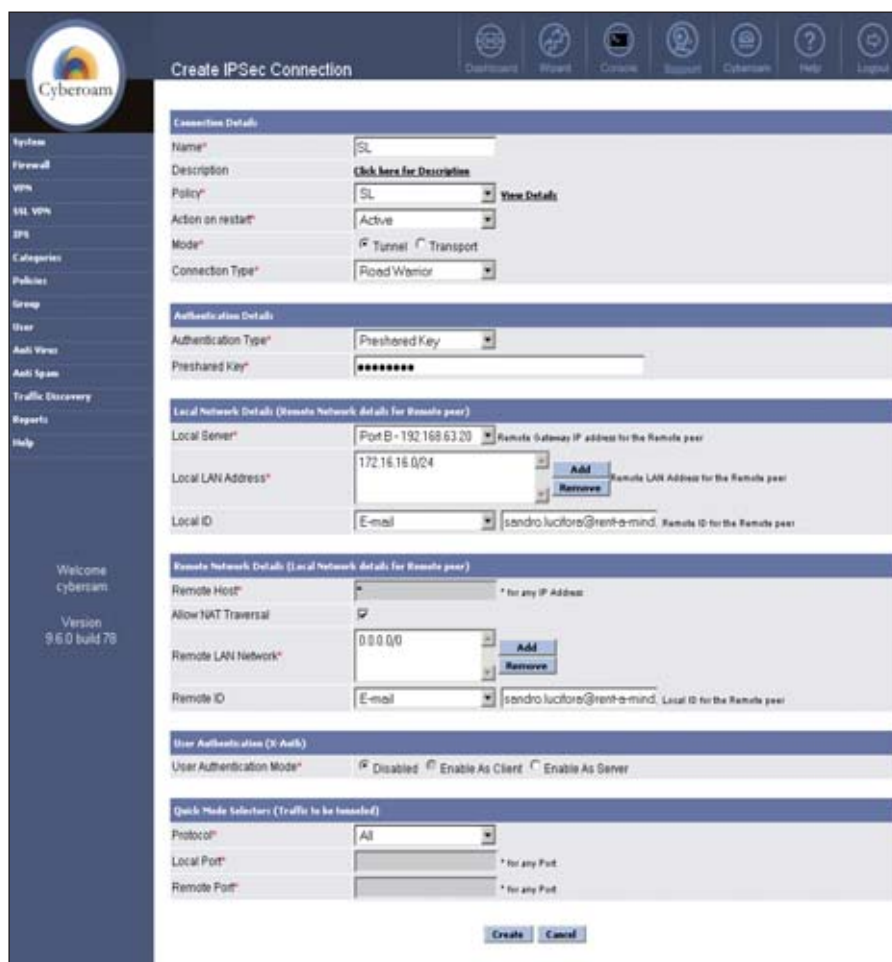 Cyberoam
Create IPSec Connection
Dashboard Wizard Console Support Cyberoam Help Logout
System
Firewall
VPN
SSL VPN
IPS
Categories
Policies
Group
User
Anti Virus
Anti Spam
Traffic Discovery
Reports
Help
Welcome
cyberoam
Version
9.6.0 build 78
Connection Details
Name* SL
Description Click here for Description
Policy* SL View Details
Action on restart* Active
Mode* Tunnel Transport
Connection Type* Road Warrior
Authentication Details
Authentication Type* Preshared Key
Preshared Key* ••••••••
Local Network Details (Remote Network details for Remote peer)
Local Server* Port B - 192.168.63.20 Remote Gateway IP address for the Remote peer
Local LAN Address* 172.16.16.0/24 Add Remove Remote LAN Address for the Remote peer
Local ID E-mail sandro.lucifora@rent-a-mind. Remote ID for the Remote peer
Remote Network Details (Local Network details for Remote peer)
Remote Host* * * for any IP Address
Allow NAT Traversal
Remote LAN Network* 0.0.0.0/0 Add Remove
Remote ID E-mail sandro.lucifora@rent-a-mind. Local ID for the Remote peer
User Authentication (X-Auth)
User Authentication Mode* Disabled Enable As Client Enable As Server
Quick Mode Selectors (Traffic to be tunneled)
Protocol* All
Local Port* * for any Port
Remote Port* * for any Port
Create Cancel